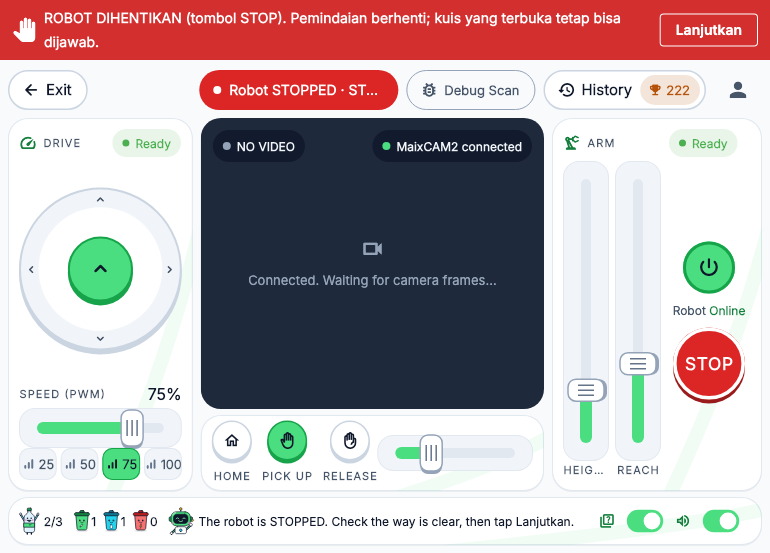 ROBOT DIHENTIKAN (tombol STOP). Pemindaian berhenti; kuis yang terbuka tetap bisa
dijawab.
Lanjutkan
Exit
Robot STOPPED · ST...
Debug Scan
History
222
DRIVE
Ready
NO VIDEO
MaixCAM2 connected
ARM
Ready
Connected. Waiting for camera frames...
Robot Online
STOP
SPEED (PWM)
75%
25
50
75
100
HOME
PICK UP
RELEASE
HEIG...
REACH
2/3
1
1
0
The robot is STOPPED. Check the way is clear, then tap Lanjutkan.